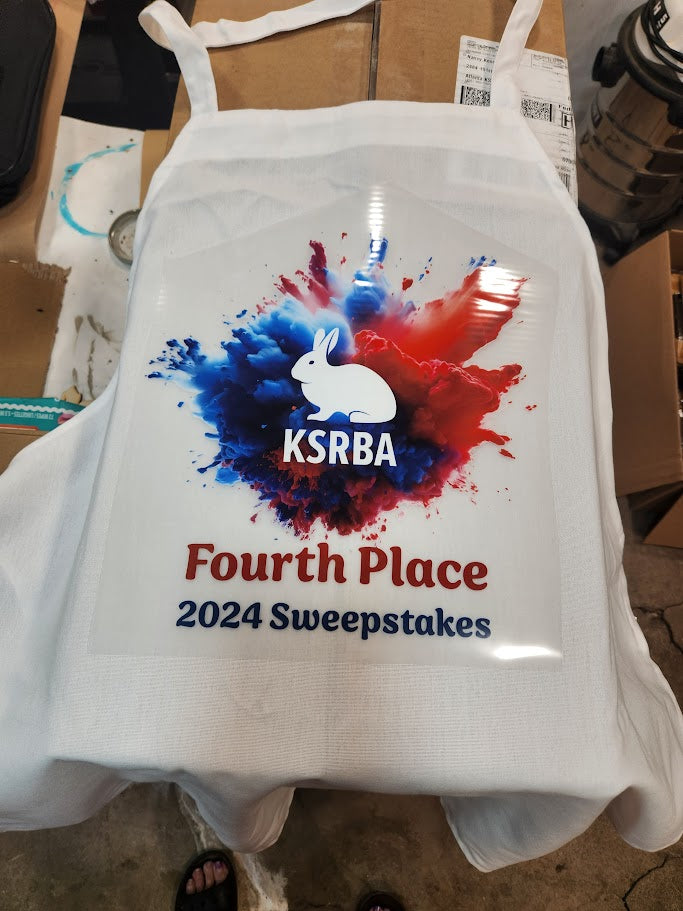 KSRBA
Fourth Place
2024 Sweepstakes